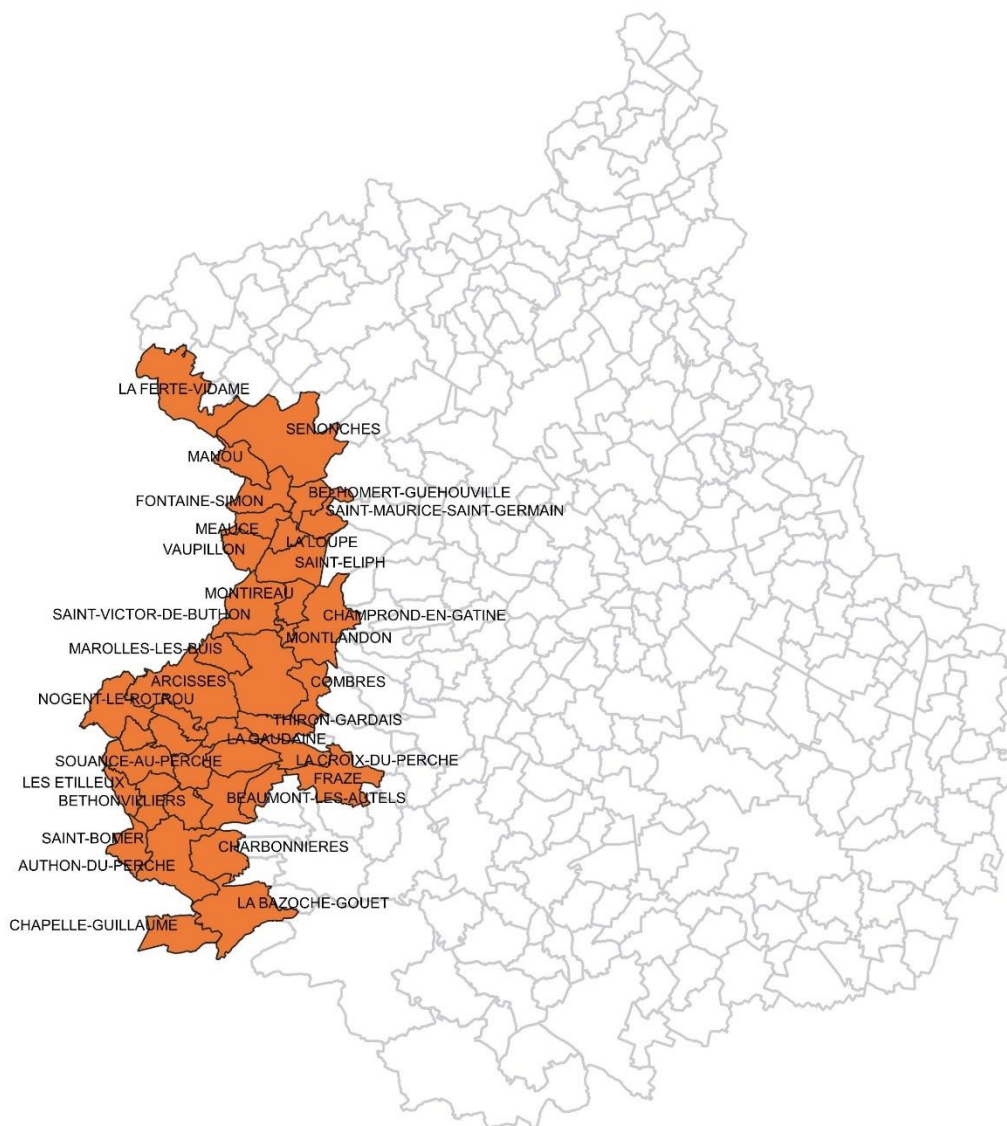 LA FERTE-VIDAME
SENONCHES
MANOU
BELHOMERT-GUEHOUVILLE
FONTAINE-SIMON
SAINT-MAURICE-SAINT-GERMAIN
MEAUCE
LA LOUPE
VAUPILLON
SAINT-ELIPH
MONTIREAU
SAINT-VICTOR-DE-BUTHON
CHAMPROND-EN-GATINE
MONTLANDON
MAROLLES-LES-BUIS
ARCISSES
COMBRES
NOGENT-LE-ROTROU
THIRON-GARDAIS
LA GAUDAINE
SOUANCE-AU-PERCHE
LA CROIX-DU-PERCHE
FRAZE
LES ETILLEUX
BETHONVILLIERS
BEAUMONT-LES-AUTELS
SAINT-BOMER
CHARBONNIERES
AUTHON-DU-PERCHE
LA BAZOCHE-GOUET
CHAPELLE-GUILLAUME